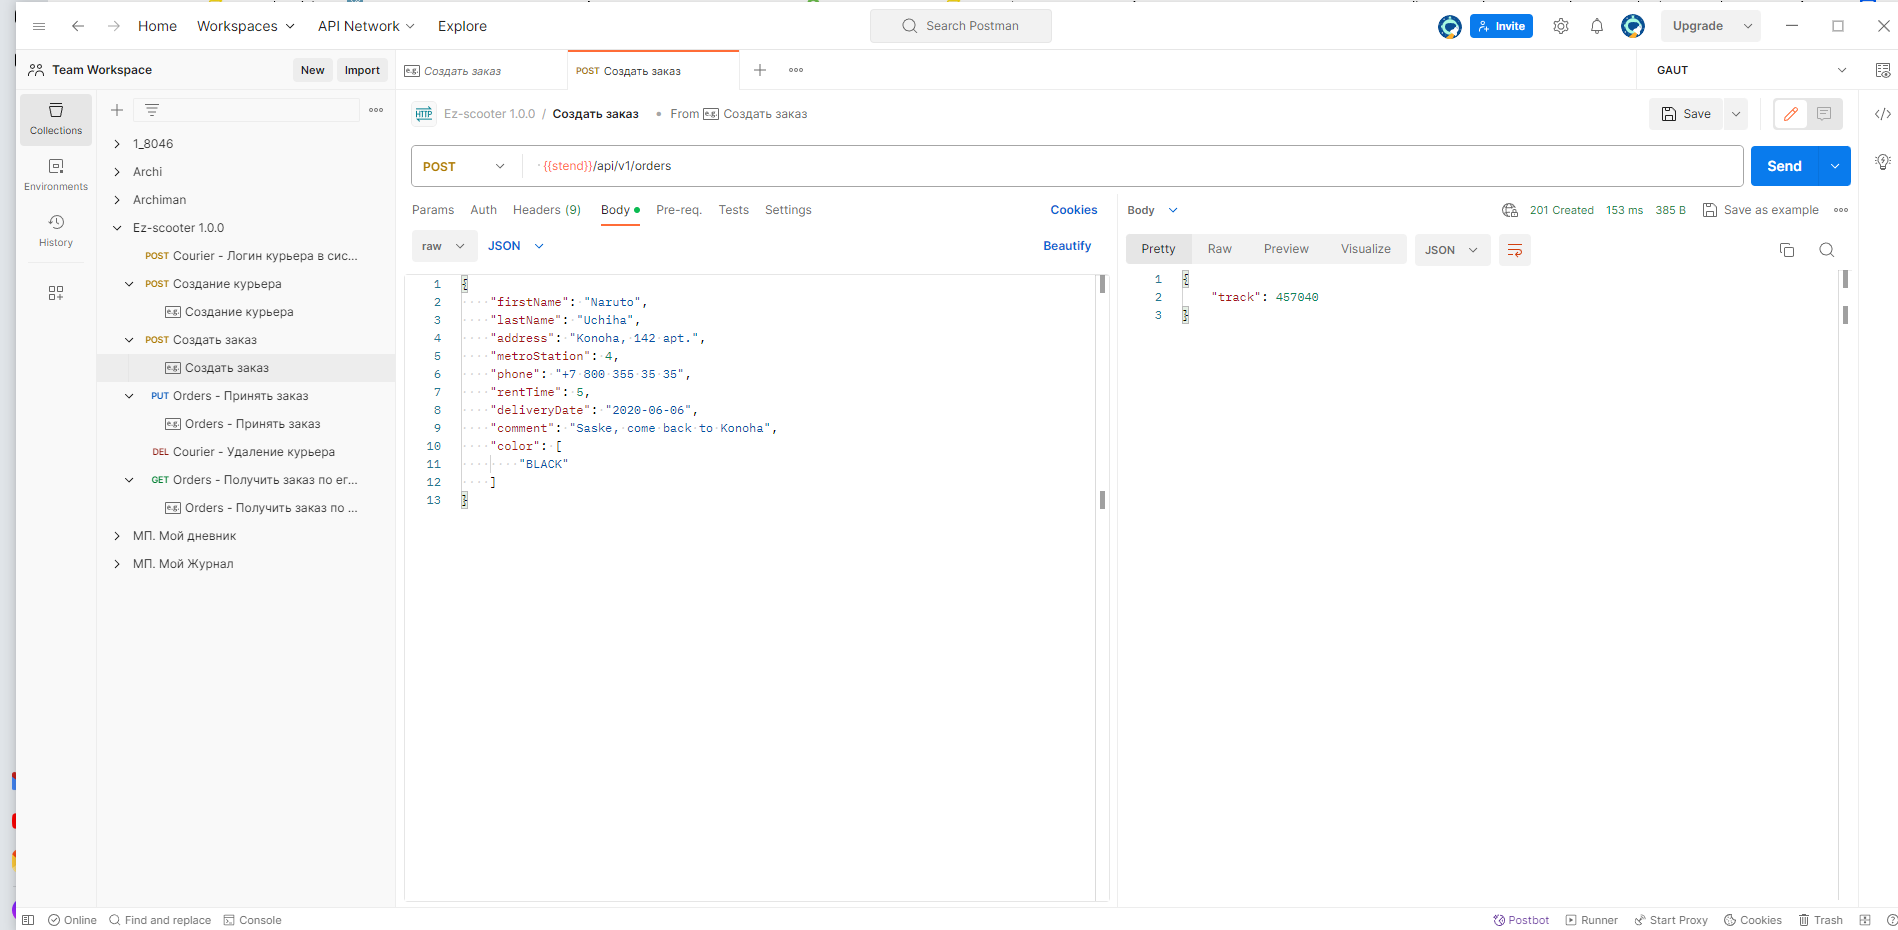 Home Workspaces API Network Explore Search Postman Invite Upgrade
Team Workspace New Import
Создать заказ POST Создать заказ GAUT
Collections
Environments
History
1_8046
Archi
Archiman
Ez-scooter 1.0.0
POST Courier - Логин курьера в сис...
POST Создание курьера
e.g. Создание курьера
POST Создать заказ
e.g. Создать заказ
PUT Orders - Принять заказ
e.g. Orders - Принять заказ
DEL Courier - Удаление курьера
GET Orders - Получить заказ по ег...
e.g. Orders - Получить заказ по ...
МП. Мой дневник
МП. Мой Журнал
HTTP Ez-scooter 1.0.0 / Создать заказ • From e.g. Создать заказ Save
POST {{stend}}/api/v1/orders Send
Params Auth Headers (9) Body Pre-req. Tests Settings Cookies
raw JSON Beautify
1 {
2 "firstName": "Naruto",
3 "lastName": "Uchiha",
4 "address": "Konoha, 142 apt.",
5 "metroStation": 4,
6 "phone": "+7 800 355 35 35",
7 "rentTime": 5,
8 "deliveryDate": "2020-06-06",
9 "comment": "Saske, come back to Konoha",
10 "color": [
11 "BLACK"
12 ]
13 }
Body 201 Created 153 ms 385 B Save as example
Pretty Raw Preview Visualize JSON
1 {
2 "track": 457040
3 }
Online Find and replace Console Postbot Runner Start Proxy Cookies Trash